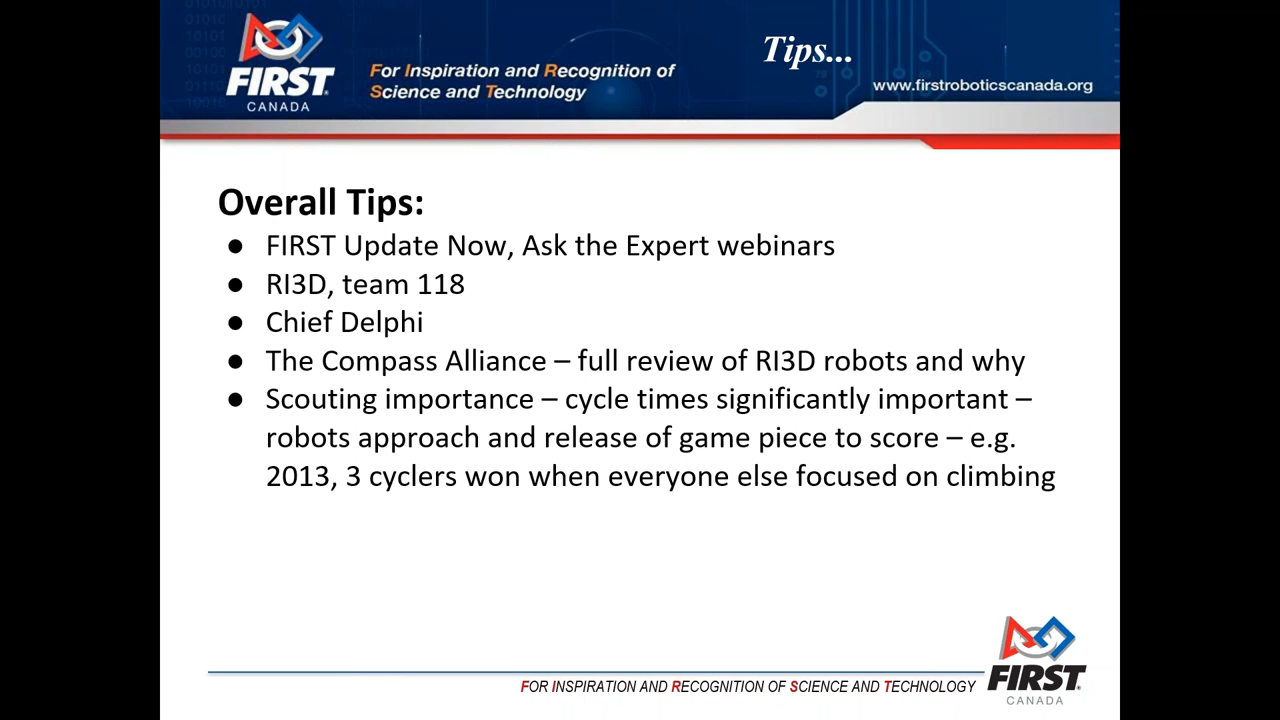 Tips...
FIRST
CANADA
For Inspiration and Recognition of
Science and Technology
www.firstroboticscanada.org
Overall Tips:
● FIRST Update Now, Ask the Expert webinars
● RI3D, team 118
● Chief Delphi
● The Compass Alliance – full review of RI3D robots and why
● Scouting importance – cycle times significantly important –
robots approach and release of game piece to score – e.g.
2013, 3 cyclers won when everyone else focused on climbing
FOR INSPIRATION AND RECOGNITION OF SCIENCE AND TECHNOLOGY
FIRST
CANADA